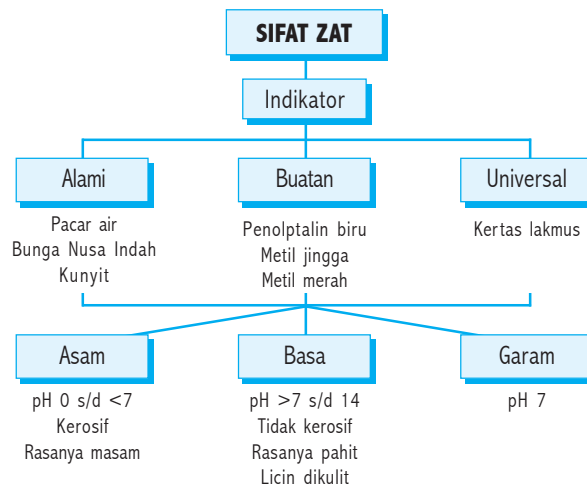 SIFAT ZAT
Indikator
Alami
Pacar air
Bunga Nusa Indah
Kunyit
Buatan
Penolptalin biru
Metil jingga
Metil merah
Universal
Kertas lakmus
Asam
pH 0 s/d <7
Kerosif
Rasanya masam
Basa
pH >7 s/d 14
Tidak kerosif
Rasanya pahit
Licin dikulit
Garam
pH 7